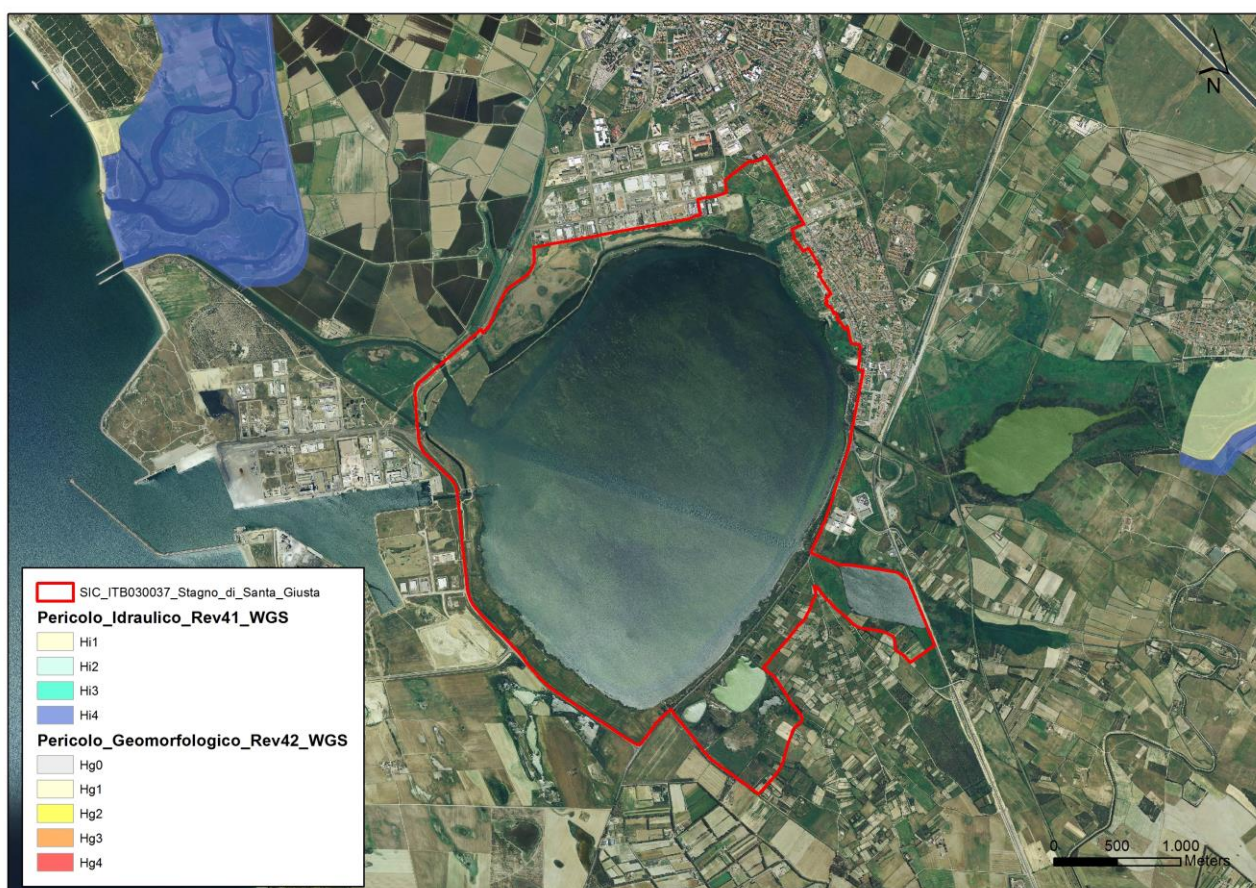 N
SIC_ITB030037_Stagno_di_Santa_Giusta
Pericolo_Idraulico_Rev41_WGS
Hi1
Hi2
Hi3
Hi4
Pericolo_Geomorfologico_Rev42_WGS
Hg0
Hg1
Hg2
Hg3
Hg4
0 500 1.000
Meters